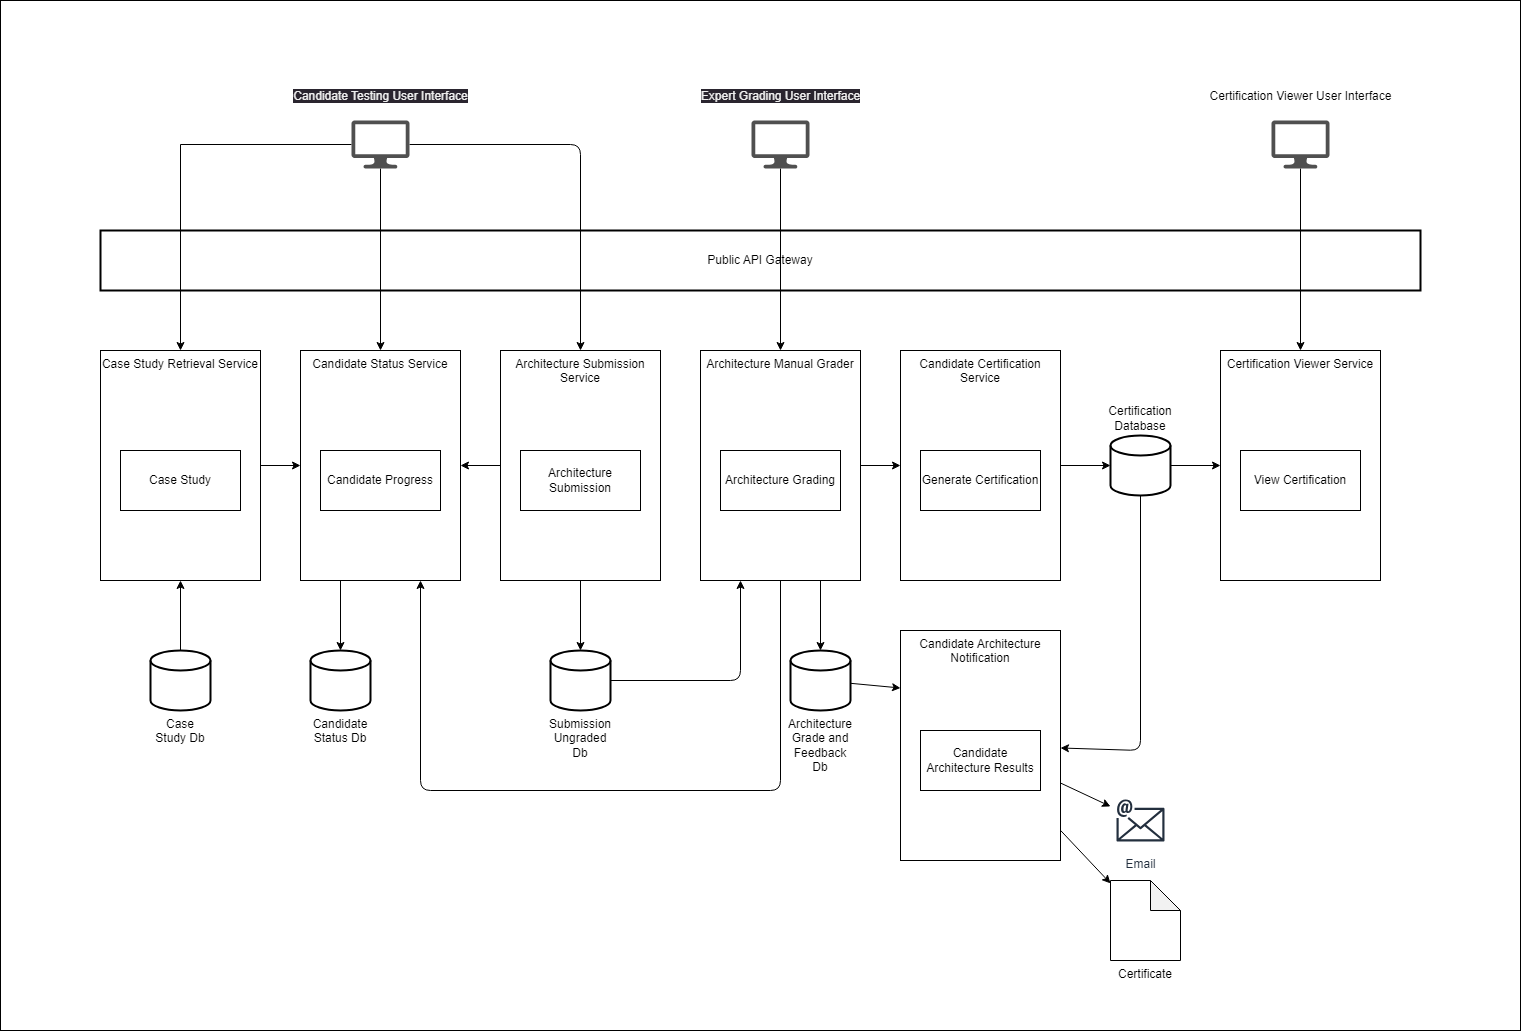 Candidate Testing User Interface
Expert Grading User Interface
Certification Viewer User Interface
Public API Gateway
Case Study Retrieval Service
Candidate Status Service
Architecture Submission
Service
Architecture Manual Grader
Candidate Certification
Service
Certification Viewer Service
Certification
Database
Case Study
Candidate Progress
Architecture
Submission
Architecture Grading
Generate Certification
View Certification
Candidate Architecture
Notification
Case
Study Db
Candidate
Status Db
Submission
Ungraded
Db
Architecture
Grade and
Feedback
Db
Candidate
Architecture Results
@
Email
Certificate